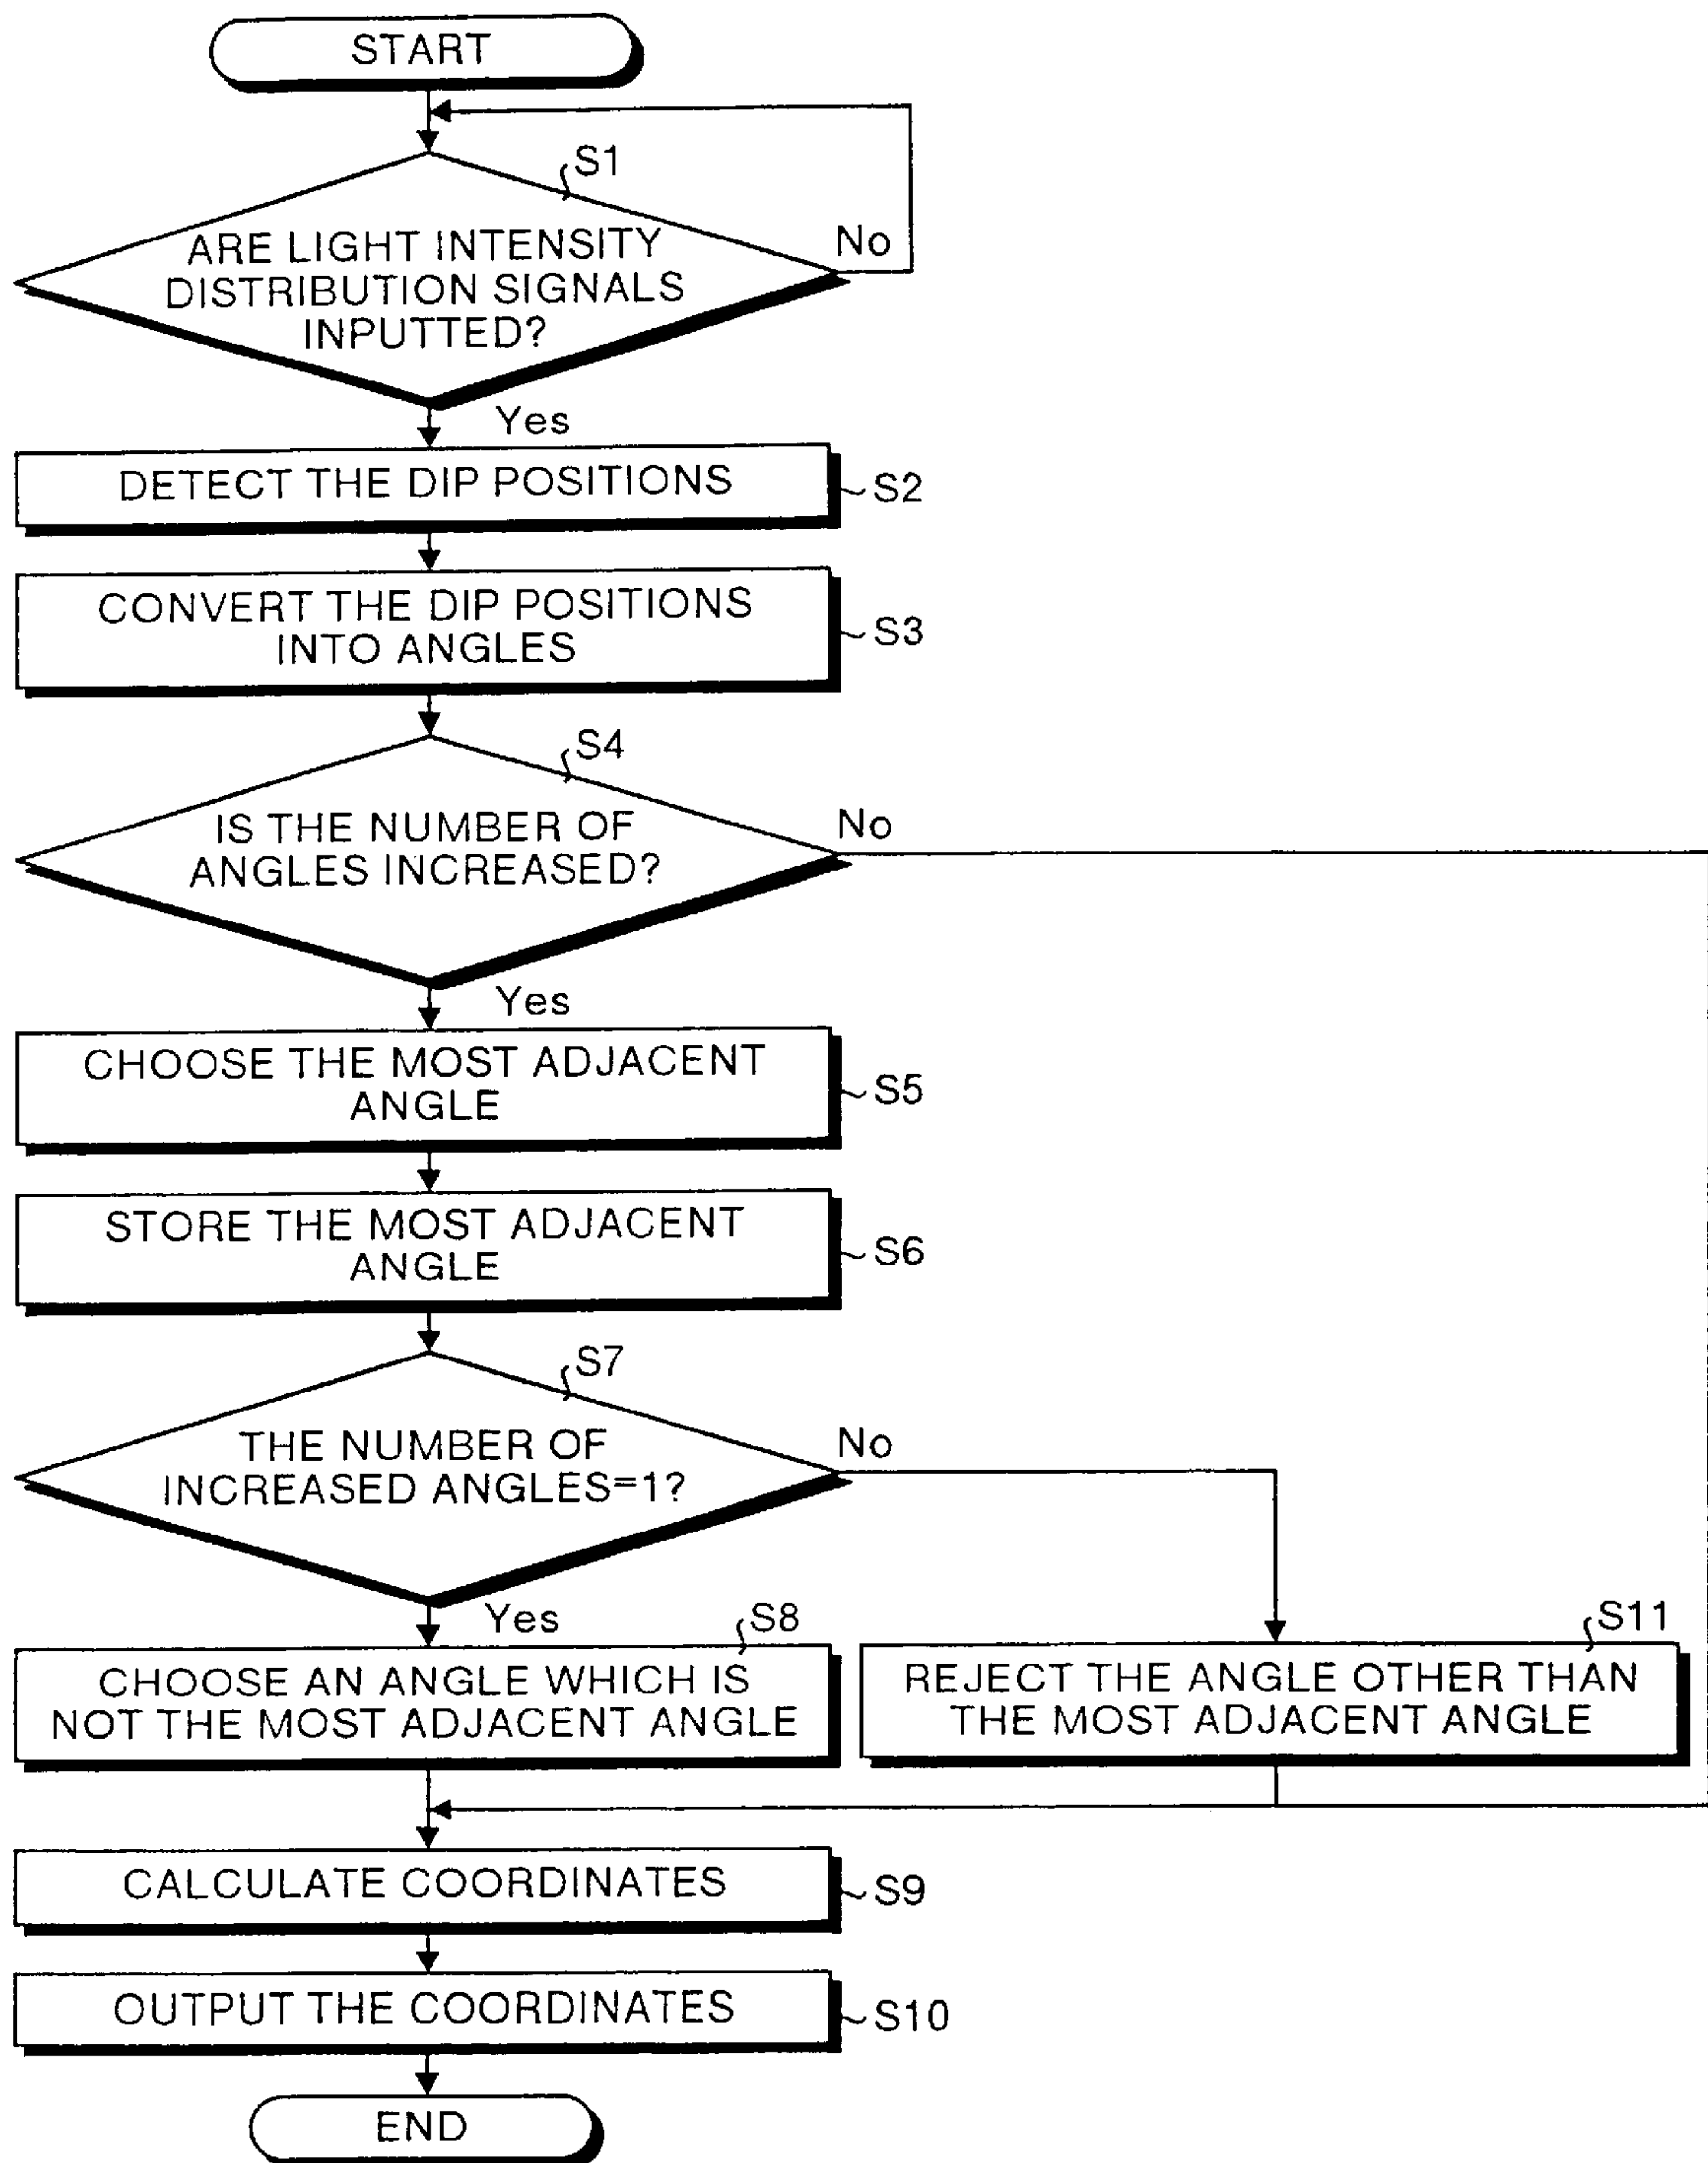 START
S1
ARE LIGHT INTENSITY
DISTRIBUTION SIGNALS
INPUTTED?
No
Yes
DETECT THE DIP POSITIONS
S2
CONVERT THE DIP POSITIONS
INTO ANGLES
S3
S4
IS THE NUMBER OF
ANGLES INCREASED?
No
Yes
CHOOSE THE MOST ADJACENT
ANGLE
S5
STORE THE MOST ADJACENT
ANGLE
S6
S7
THE NUMBER OF
INCREASED ANGLES=1?
No
Yes
S8
CHOOSE AN ANGLE WHICH IS
NOT THE MOST ADJACENT ANGLE
S11
REJECT THE ANGLE OTHER THAN
THE MOST ADJACENT ANGLE
CALCULATE COORDINATES
S9
OUTPUT THE COORDINATES
S10
END